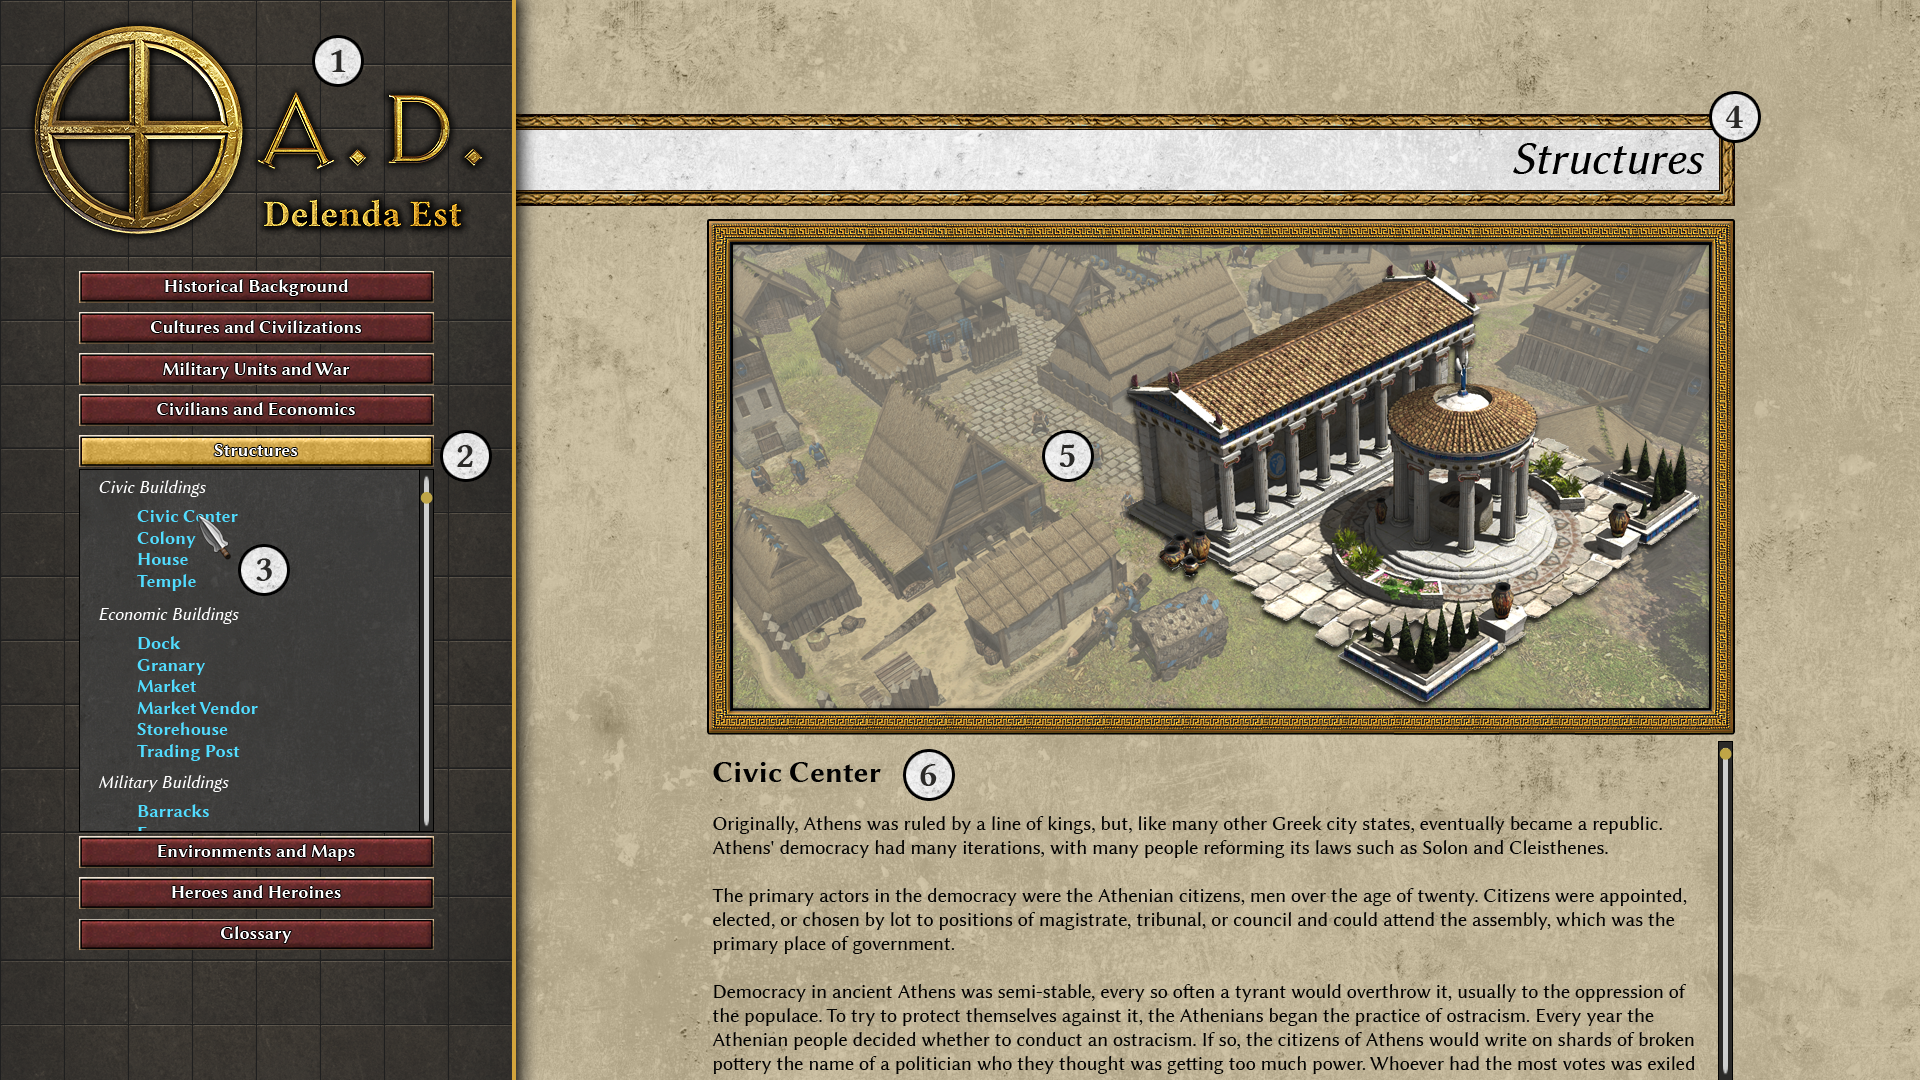 1
A.D.
Delenda Est
Historical Background
Cultures and Civilizations
Military Units and War
Civilians and Economics
Structures
2
Civic Buildings
Civic Center
Colony
House
Temple
3
Economic Buildings
Dock
Granary
Market
Market Vendor
Storehouse
Trading Post
Military Buildings
Barracks
Environments and Maps
Heroes and Heroines
Glossary
4
Structures
5
Civic Center
6
Originally, Athens was ruled by a line of kings, but, like many other Greek city states, eventually became a republic.
Athens' democracy had many iterations, with many people reforming its laws such as Solon and Cleisthenes.
The primary actors in the democracy were the Athenian citizens, men over the age of twenty. Citizens were appointed,
elected, or chosen by lot to positions of magistrate, tribunal, or council and could attend the assembly, which was the
primary place of government.
Democracy in ancient Athens was semi-stable, every so often a tyrant would overthrow it, usually to the oppression of
the populace. To try to protect themselves against it, the Athenians began the practice of ostracism. Every year the
Athenian people decided whether to conduct an ostracism. If so, the citizens of Athens would write on shards of broken
pottery the name of a politician who they thought was getting too much power. Whoever had the most votes was exiled